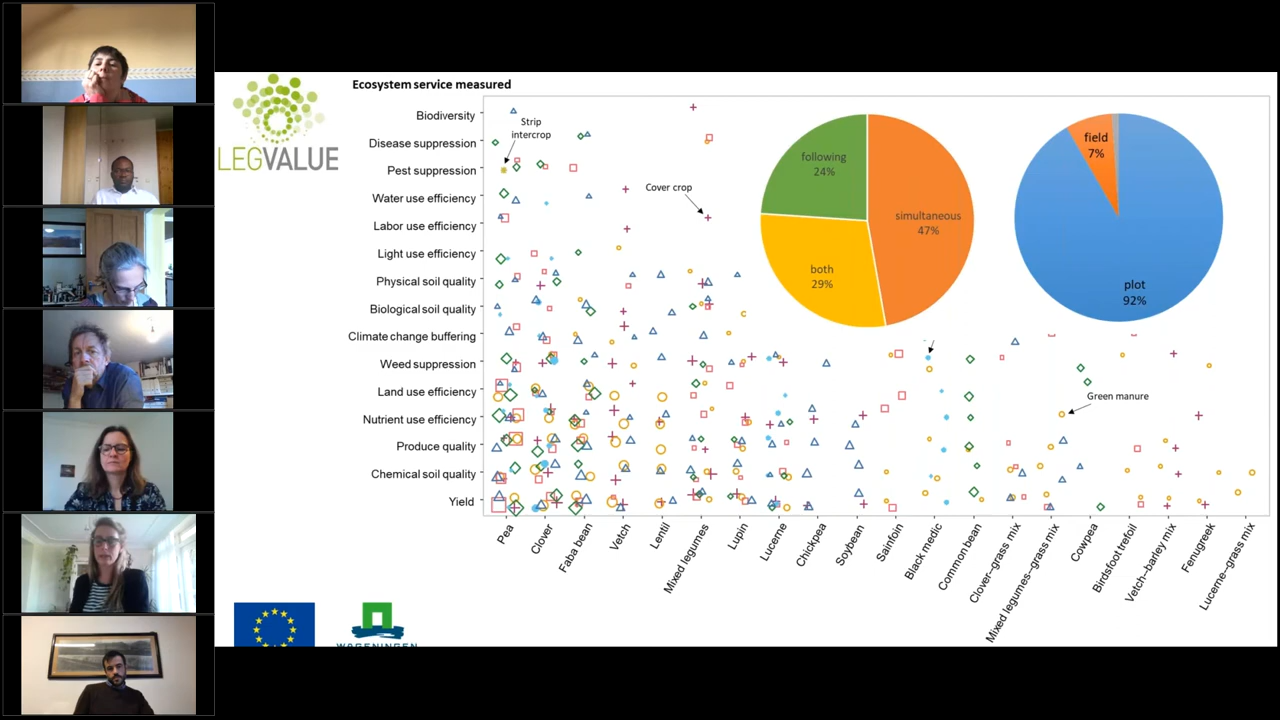 Ecosystem service measured
LEGVALUE
Biodiversity
Disease suppression
Pest suppression
Water use efficiency
Labor use efficiency
Light use efficiency
Physical soil quality
Biological soil quality
Climate change buffering
Weed suppression
Land use efficiency
Nutrient use efficiency
Produce quality
Chemical soil quality
Yield
Strip
intercrop
Cover crop
Green manure
following
24%
simultaneous
47%
both
29%
field
7%
plot
92%
Pea
Clover
Faba bean
Vetch
Lentil
Mixed legumes
Lupin
Lucerne
Chickpea
Soybean
Sainfoin
Black medic
Common bean
Clover–grass mix
Mixed legumes–grass mix
Cowpea
Birdsfoot trefoil
Vetch–barley mix
Fenugreek
Lucerne–grass mix
WAGENINGEN